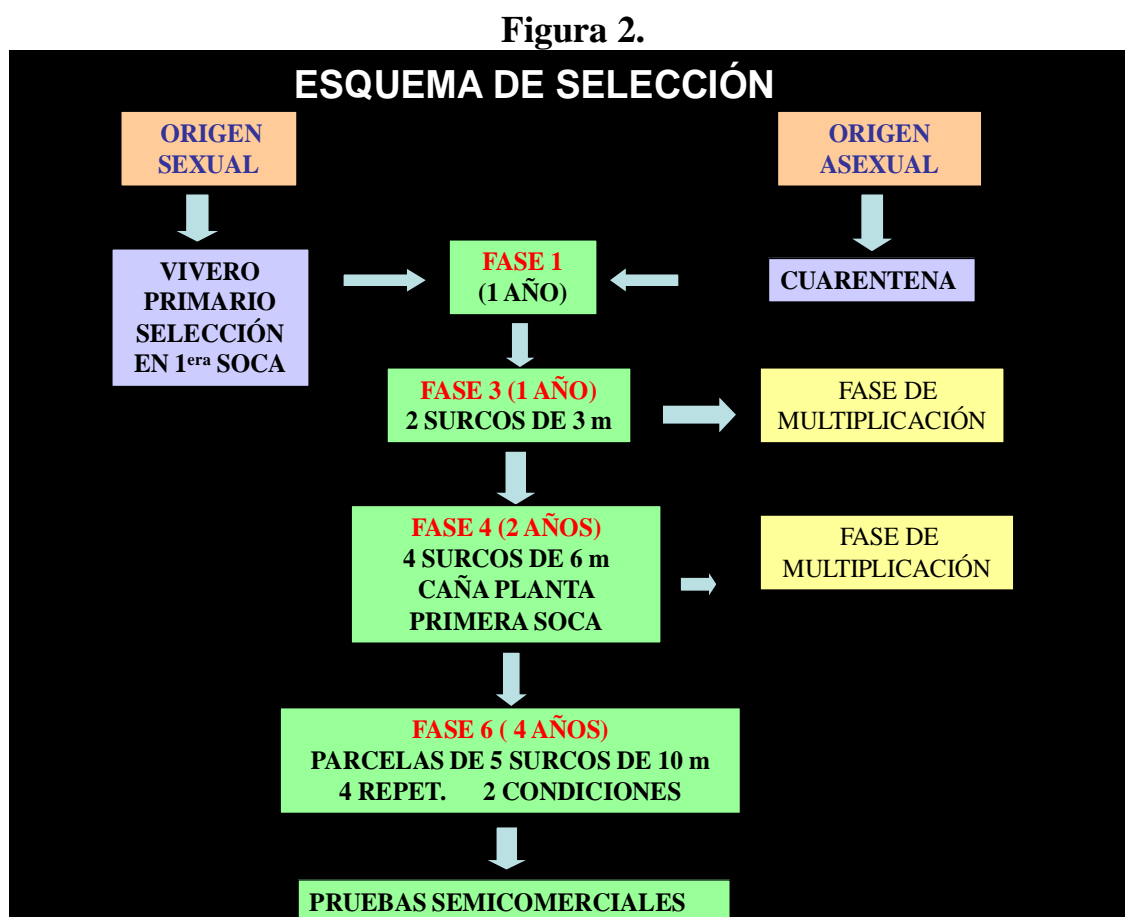 Figura 2.
ESQUEMA DE SELECCIÓN
ORIGEN
SEXUAL
ORIGEN
ASEXUAL
VIVERO
PRIMARIO
SELECCIÓN
EN 1era SOCA
FASE 1
(1 AÑO)
CUARENTENA
FASE 3 (1 AÑO)
2 SURCOS DE 3 m
FASE DE
MULTIPLICACIÓN
FASE 4 (2 AÑOS)
4 SURCOS DE 6 m
CAÑA PLANTA
PRIMERA SOCA
FASE DE
MULTIPLICACIÓN
FASE 6 ( 4 AÑOS)
PARCELAS DE 5 SURCOS DE 10 m
4 REPET. 2 CONDICIONES
PRUEBAS SEMICOMERCIALES